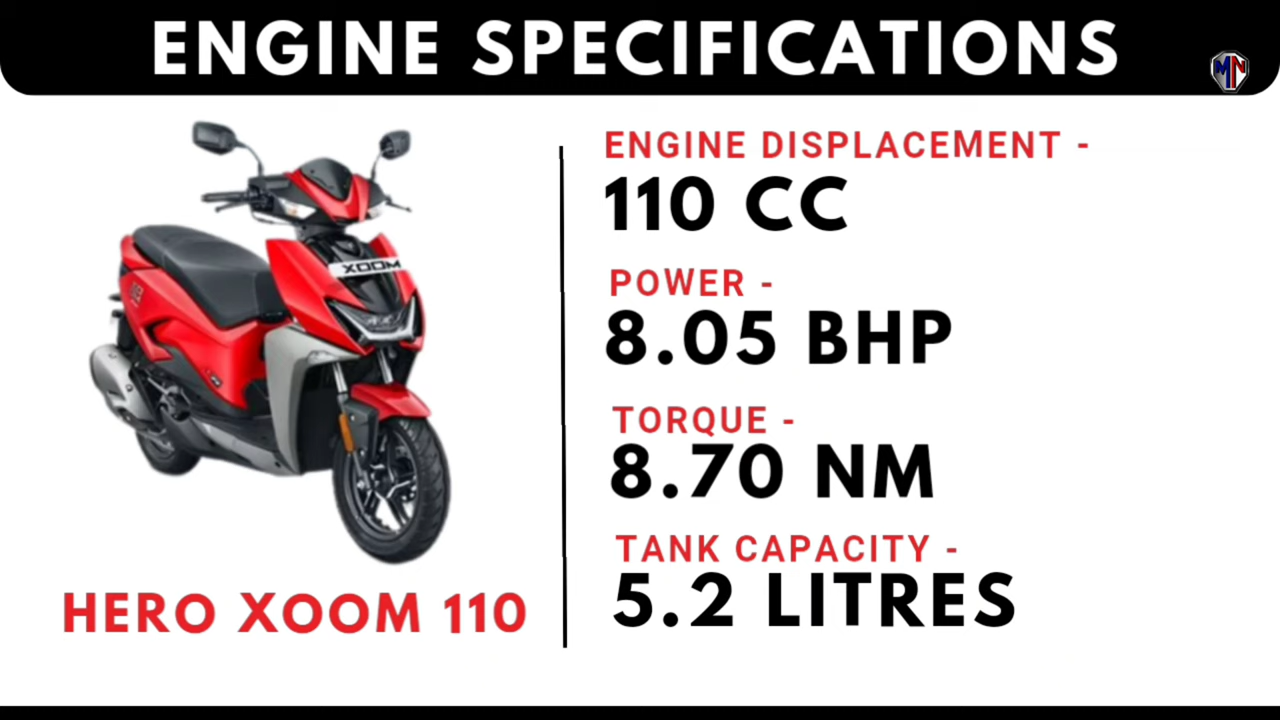 ENGINE SPECIFICATIONS
MN
XOOM
HERO XOOM 110
ENGINE DISPLACEMENT -
110 CC
POWER -
8.05 BHP
TORQUE -
8.70 NM
TANK CAPACITY -
5.2 LITRES